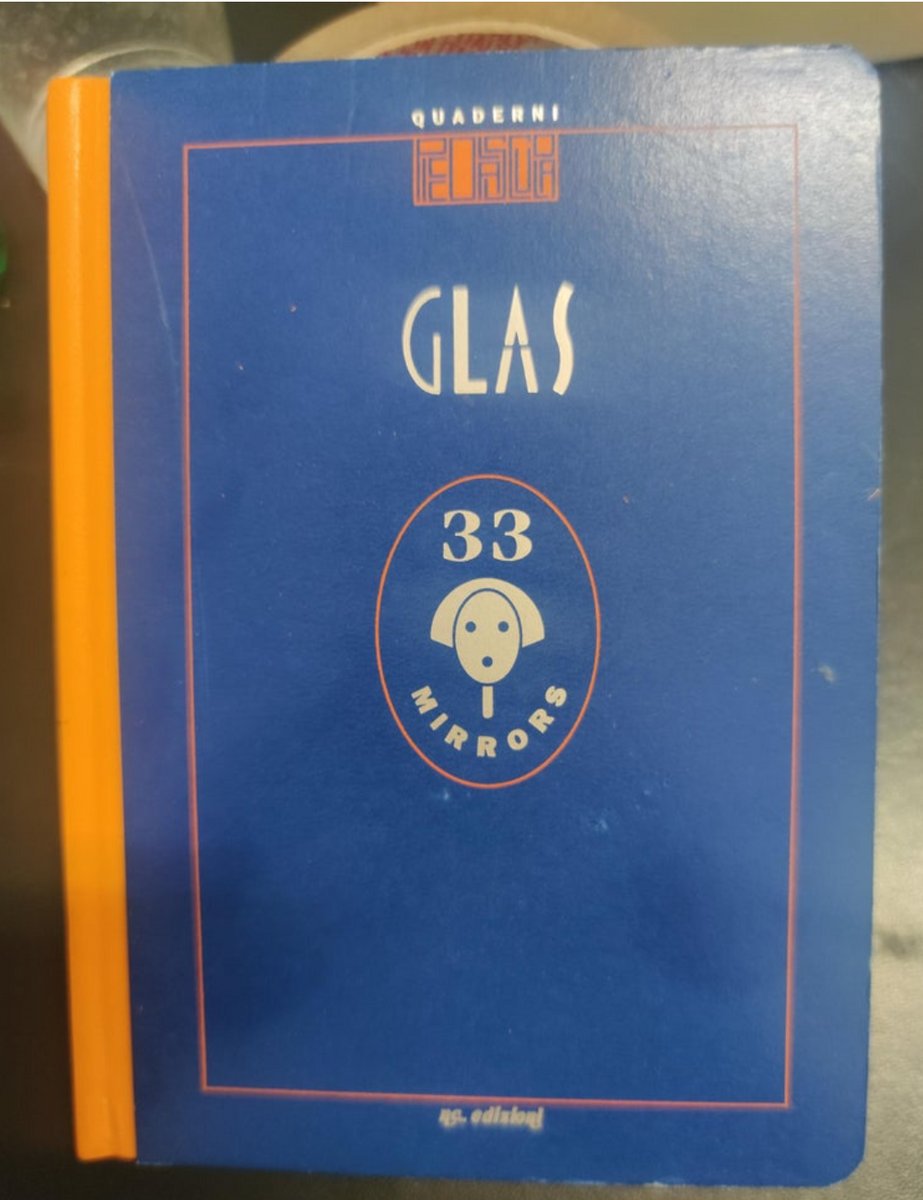 QUADERNI
GLAS
33
MIRRORS
edizioni